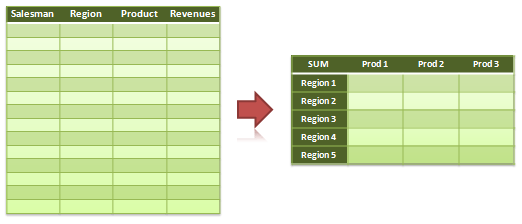 Salesman Region Product Revenues
SUM Prod 1 Prod 2 Prod 3
Region 1
Region 2
Region 3
Region 4
Region 5